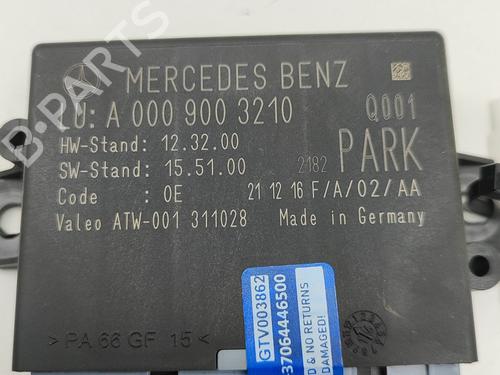 MERCEDES BENZ
LU: A 000 900 3210 Q001
HW-Stand: 12.32.00
SW-Stand: 15.51.00 2182 PARK
Code : 0E 21 12 16 F/A/02/AA
Valeo ATW-001 311028 Made in Germany
>PA 66 GF 15<
GTV003862
37064446500
D & NO RETURNS
DAMAGED!
B-PARTS